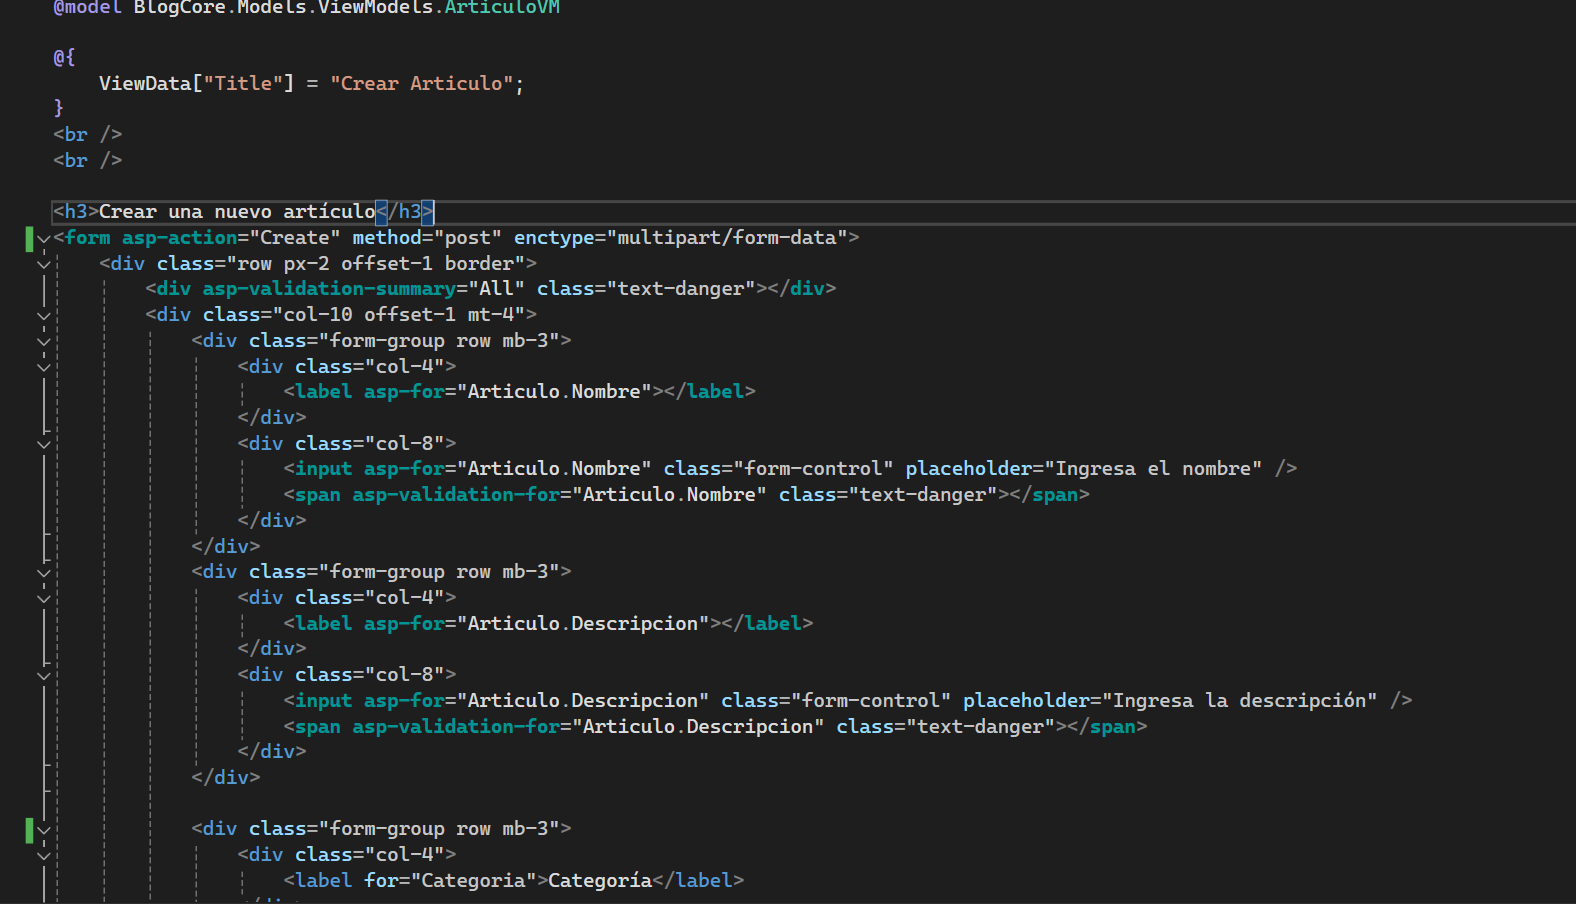 @model BlogCore.Models.ViewModels.ArticuloVM
@{
ViewData["Title"] = "Crear Articulo";
}
<br />
<br />
<h3>Crear una nuevo artículo</h3>
<form asp-action="Create" method="post" enctype="multipart/form-data">
<div class="row px-2 offset-1 border">
<div asp-validation-summary="All" class="text-danger"></div>
<div class="col-10 offset-1 mt-4">
<div class="form-group row mb-3">
<div class="col-4">
<label asp-for="Articulo.Nombre"></label>
</div>
<div class="col-8">
<input asp-for="Articulo.Nombre" class="form-control" placeholder="Ingresa el nombre" />
<span asp-validation-for="Articulo.Nombre" class="text-danger"></span>
</div>
</div>
<div class="form-group row mb-3">
<div class="col-4">
<label asp-for="Articulo.Descripcion"></label>
</div>
<div class="col-8">
<input asp-for="Articulo.Descripcion" class="form-control" placeholder="Ingresa la descripción" />
<span asp-validation-for="Articulo.Descripcion" class="text-danger"></span>
</div>
</div>
<div class="form-group row mb-3">
<div class="col-4">
<label for="Categoria">Categoría</label>